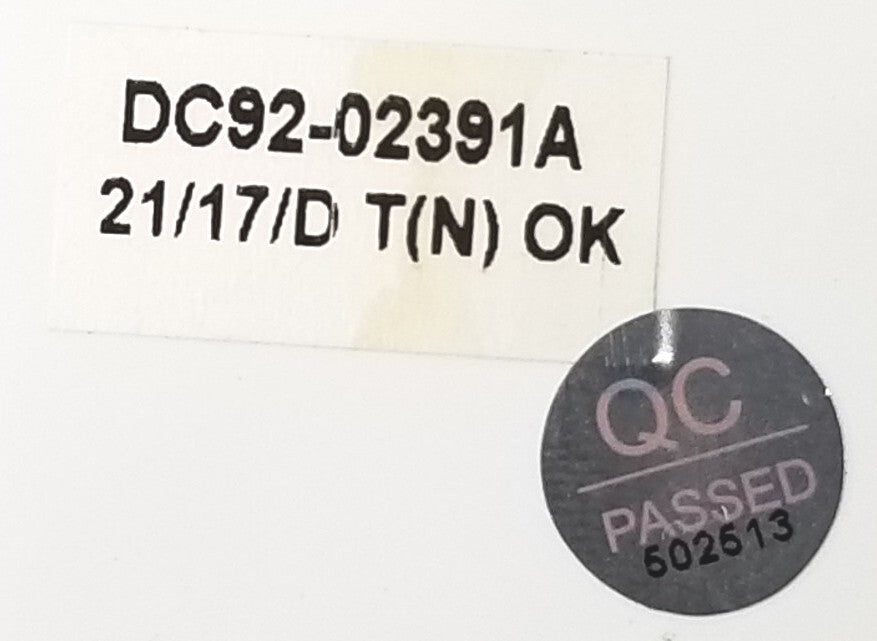 DC92-02391A
21/17/D T(N) OK
QC
PASSED
502513